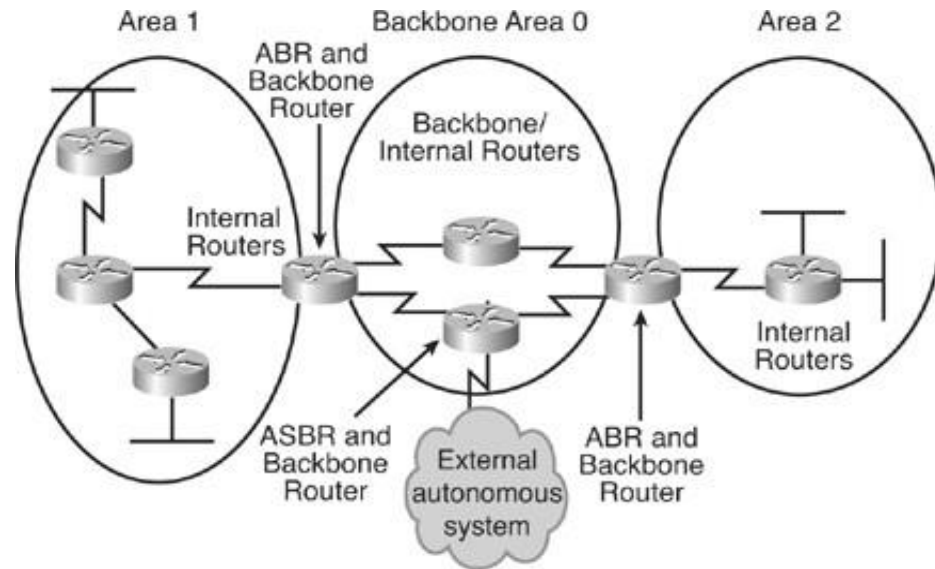 Area 1
Backbone Area 0
Area 2
ABR and
Backbone
Router
Backbone/
Internal Routers
Internal
Routers
Internal
Routers
ASBR and
Backbone
Router
External
autonomous
system
ABR and
Backbone
Router